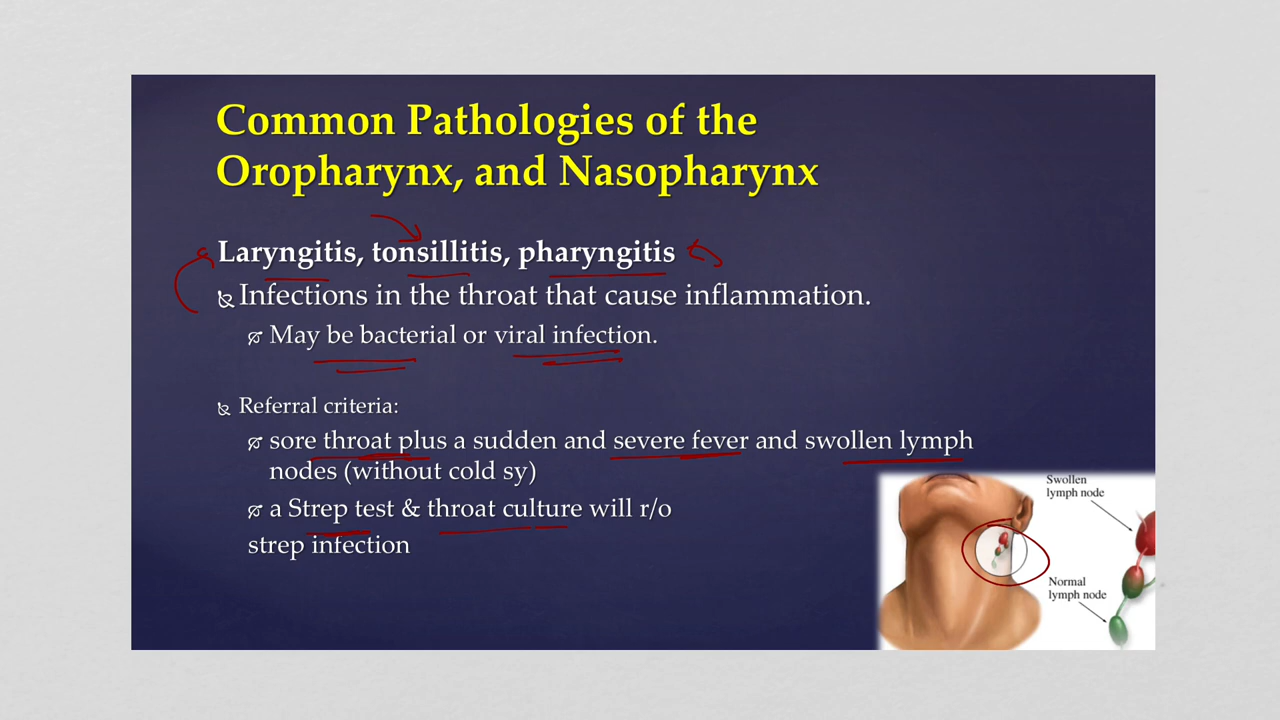 Common Pathologies of the
Oropharynx, and Nasopharynx
Laryngitis, tonsillitis, pharyngitis
Infections in the throat that cause inflammation.
May be bacterial or viral infection.
Referral criteria:
sore throat plus a sudden and severe fever and swollen lymph
nodes (without cold sy)
a Strep test & throat culture will r/o
strep infection
Swollen
lymph node
Normal
lymph node